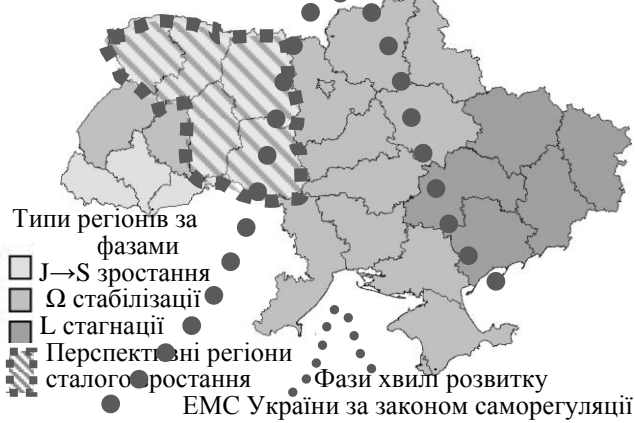 Типи регіонів за
фазами
J→S зростання
Ω стабілізації
L стагнації
Перспективні регіони
сталого зростання
Фази хвилі розвитку
ЕМС України за законом саморегуляції